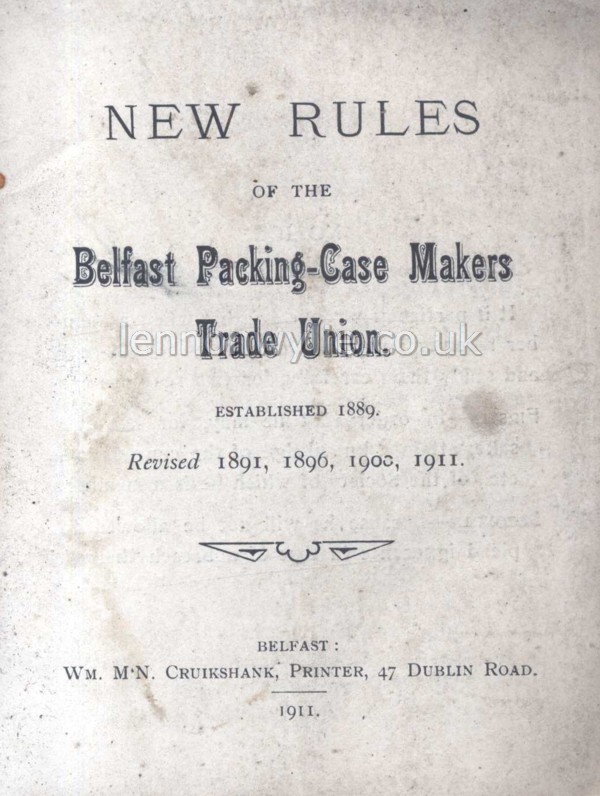 NEW RULES
OF THE
Belfast Packing-Case Makers
Trade Union.
ESTABLISHED 1889.
Revised 1891, 1896, 1900, 1911.
BELFAST :
WM. M'N. CRUIKSHANK, PRINTER, 47 DUBLIN ROAD.
1911.